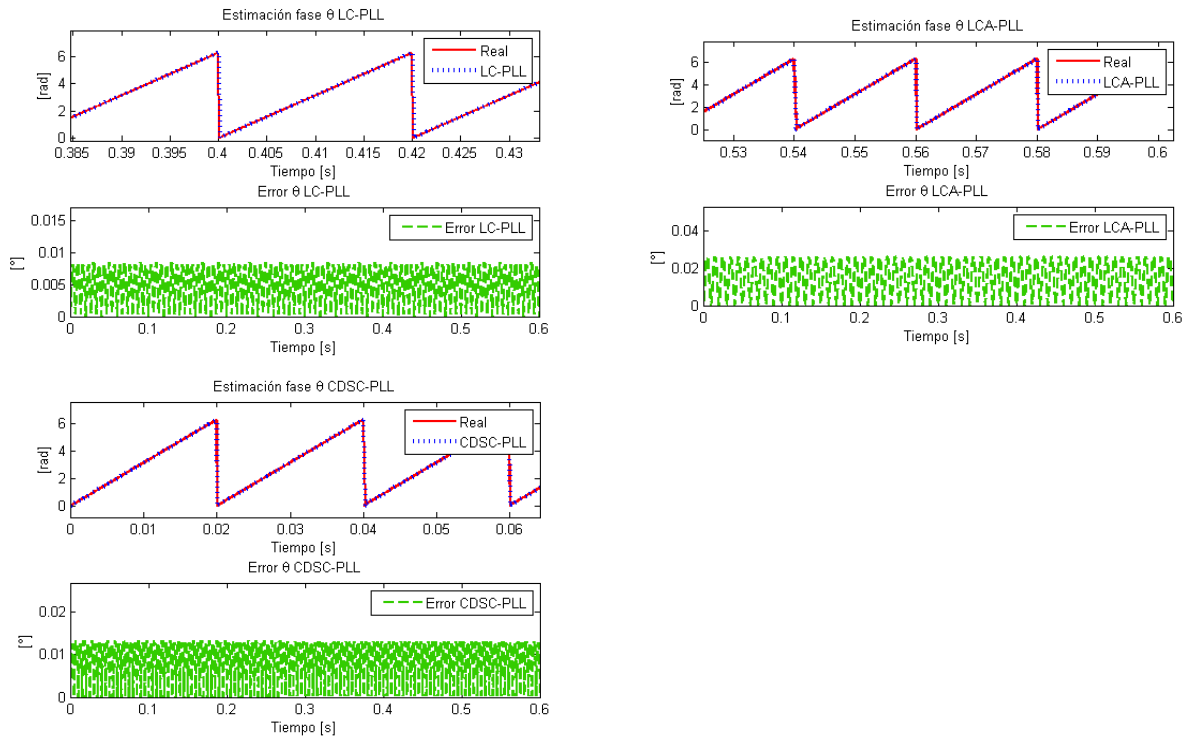 Estimación fase θ LC-PLL
Real
LC-PLL
[rad]
6
4
2
0
0.385 0.39 0.395 0.4 0.405 0.41 0.415 0.42 0.425 0.43
Tiempo [s]
Error θ LC-PLL
Error LC-PLL
[°]
0.015
0.01
0.005
0
0 0.1 0.2 0.3 0.4 0.5 0.6
Tiempo [s]
Estimación fase θ LCA-PLL
Real
LCA-PLL
[rad]
6
4
2
0
0.53 0.54 0.55 0.56 0.57 0.58 0.59 0.6
Tiempo [s]
Error θ LCA-PLL
Error LCA-PLL
[°]
0.04
0.02
0
0 0.1 0.2 0.3 0.4 0.5 0.6
Tiempo [s]
Estimación fase θ CDSC-PLL
Real
CDSC-PLL
[rad]
6
4
2
0
0 0.01 0.02 0.03 0.04 0.05 0.06
Tiempo [s]
Error θ CDSC-PLL
Error CDSC-PLL
[°]
0.02
0.01
0
0 0.1 0.2 0.3 0.4 0.5 0.6
Tiempo [s]